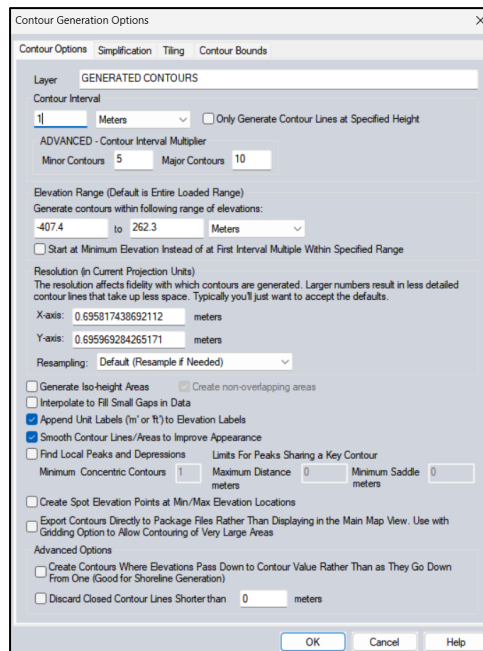 Contour Generation Options
Contour Options Simplification Tiling Contour Bounds
Layer GENERATED CONTOURS
Contour Interval
1 Meters Only Generate Contour Lines at Specified Height
ADVANCED - Contour Interval Multiplier
Minor Contours 5 Major Contours 10
Elevation Range (Default is Entire Loaded Range)
Generate contours within following range of elevations:
-407.4 to 262.3 Meters
Start at Minimum Elevation Instead of at First Interval Multiple Within Specified Range
Resolution (in Current Projection Units)
The resolution affects fidelity with which contours are generated. Larger numbers result in less detailed
contour lines that take up less space. Typically you'll just want to accept the defaults.
X-axis: 0.695817438692112 meters
Y-axis: 0.695969284265171 meters
Resampling: Default (Resample if Needed)
Generate Iso-height Areas Create non-overlapping areas
Interpolate to Fill Small Gaps in Data
Append Unit Labels ('m' or 'ft') to Elevation Labels
Smooth Contour Lines/Areas to Improve Appearance
Find Local Peaks and Depressions Limits For Peaks Sharing a Key Contour
Minimum Concentric Contours 1 Maximum Distance 0 Minimum Saddle 0
meters meters
Create Spot Elevation Points at Min/Max Elevation Locations
Export Contours Directly to Package Files Rather Than Displaying in the Main Map View. Use with
Gridding Option to Allow Contouring of Very Large Areas
Advanced Options
Create Contours Where Elevations Pass Down to Contour Value Rather Than as They Go Down
From One (Good for Shoreline Generation)
Discard Closed Contour Lines Shorter than 0 meters
OK Cancel Help